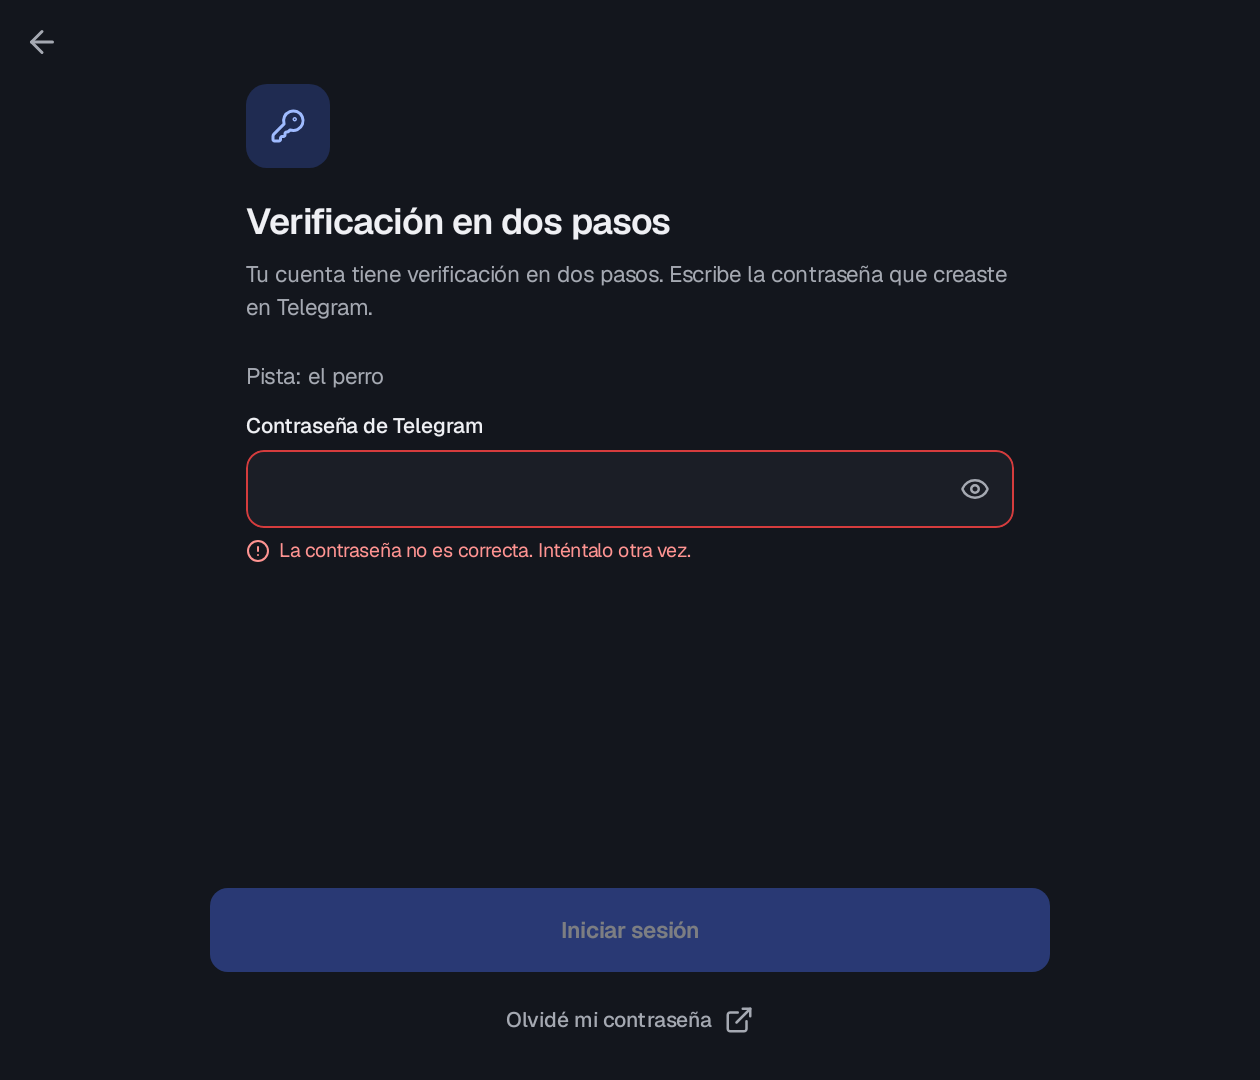 Verificación en dos pasos
Tu cuenta tiene verificación en dos pasos. Escribe la contraseña que creaste
en Telegram.
Pista: el perro
Contraseña de Telegram
La contraseña no es correcta. Inténtalo otra vez.
Iniciar sesión
Olvidé mi contraseña